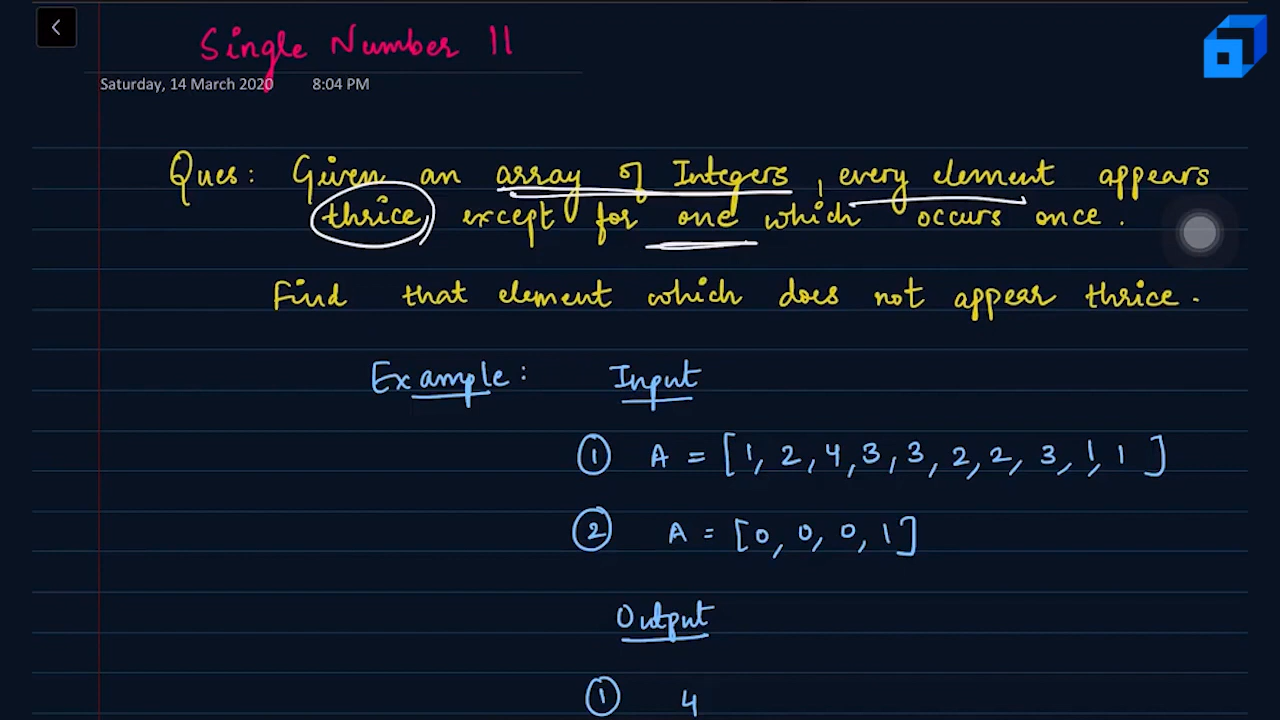 Single Number II
Saturday, 14 March 2020 8:04 PM
Ques: Given an array of Integers, every element appears
thrice, except for one which occurs once.
Find that element which does not appear thrice.
Example: Input
① A = [1, 2, 4, 3, 3, 2, 2, 3, 1, 1]
② A = [0, 0, 0, 1]
Output
① 4